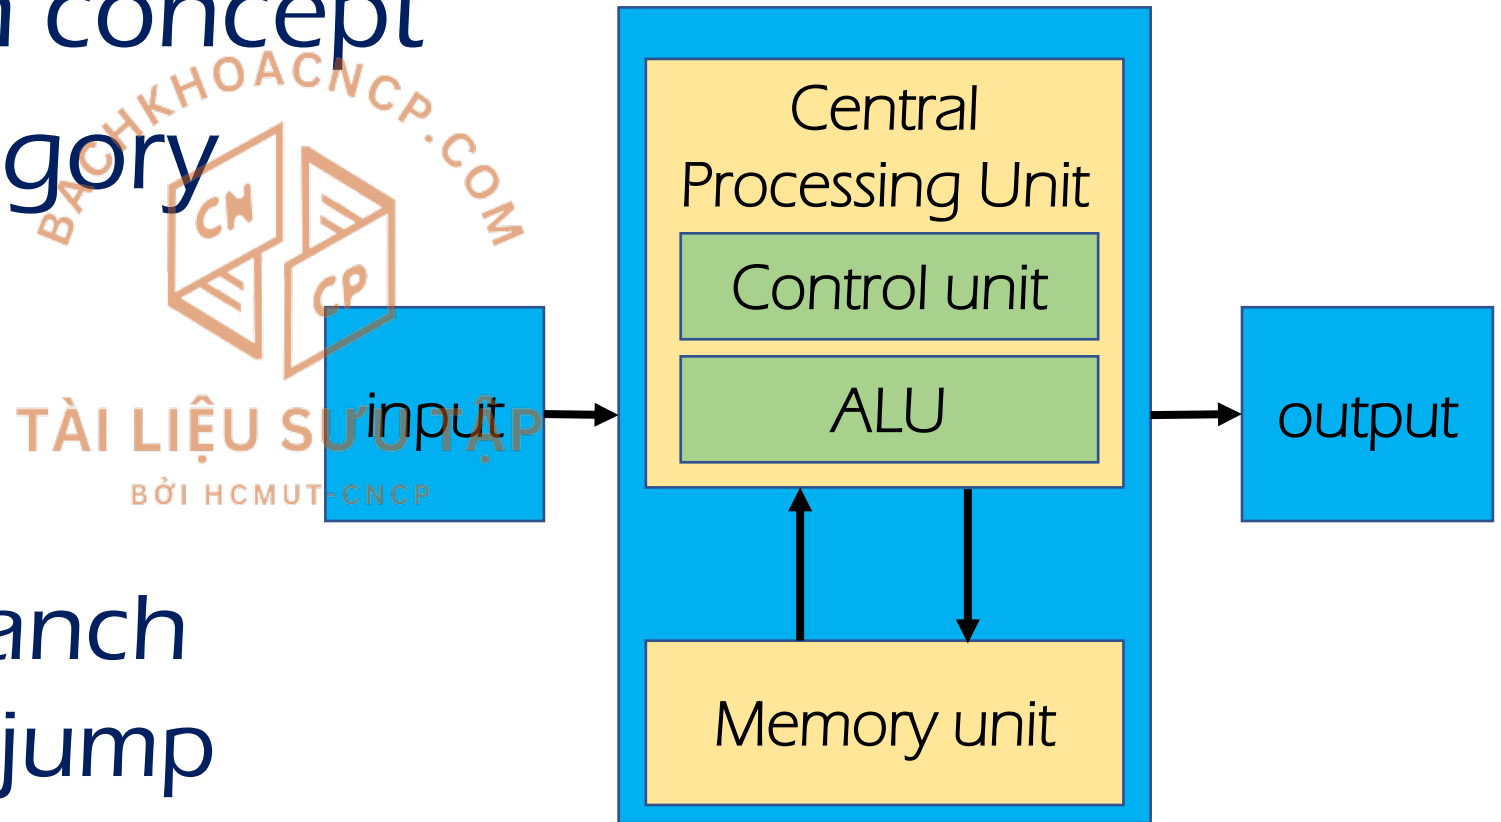 concept
gory
BACHKHOACNCP.COM
CN
CP
TÀI LIỆU SƯU TẬP
BỞI HCMUT-CNCP
anch
jump
Central
Processing Unit
Control unit
ALU
input
output
Memory unit